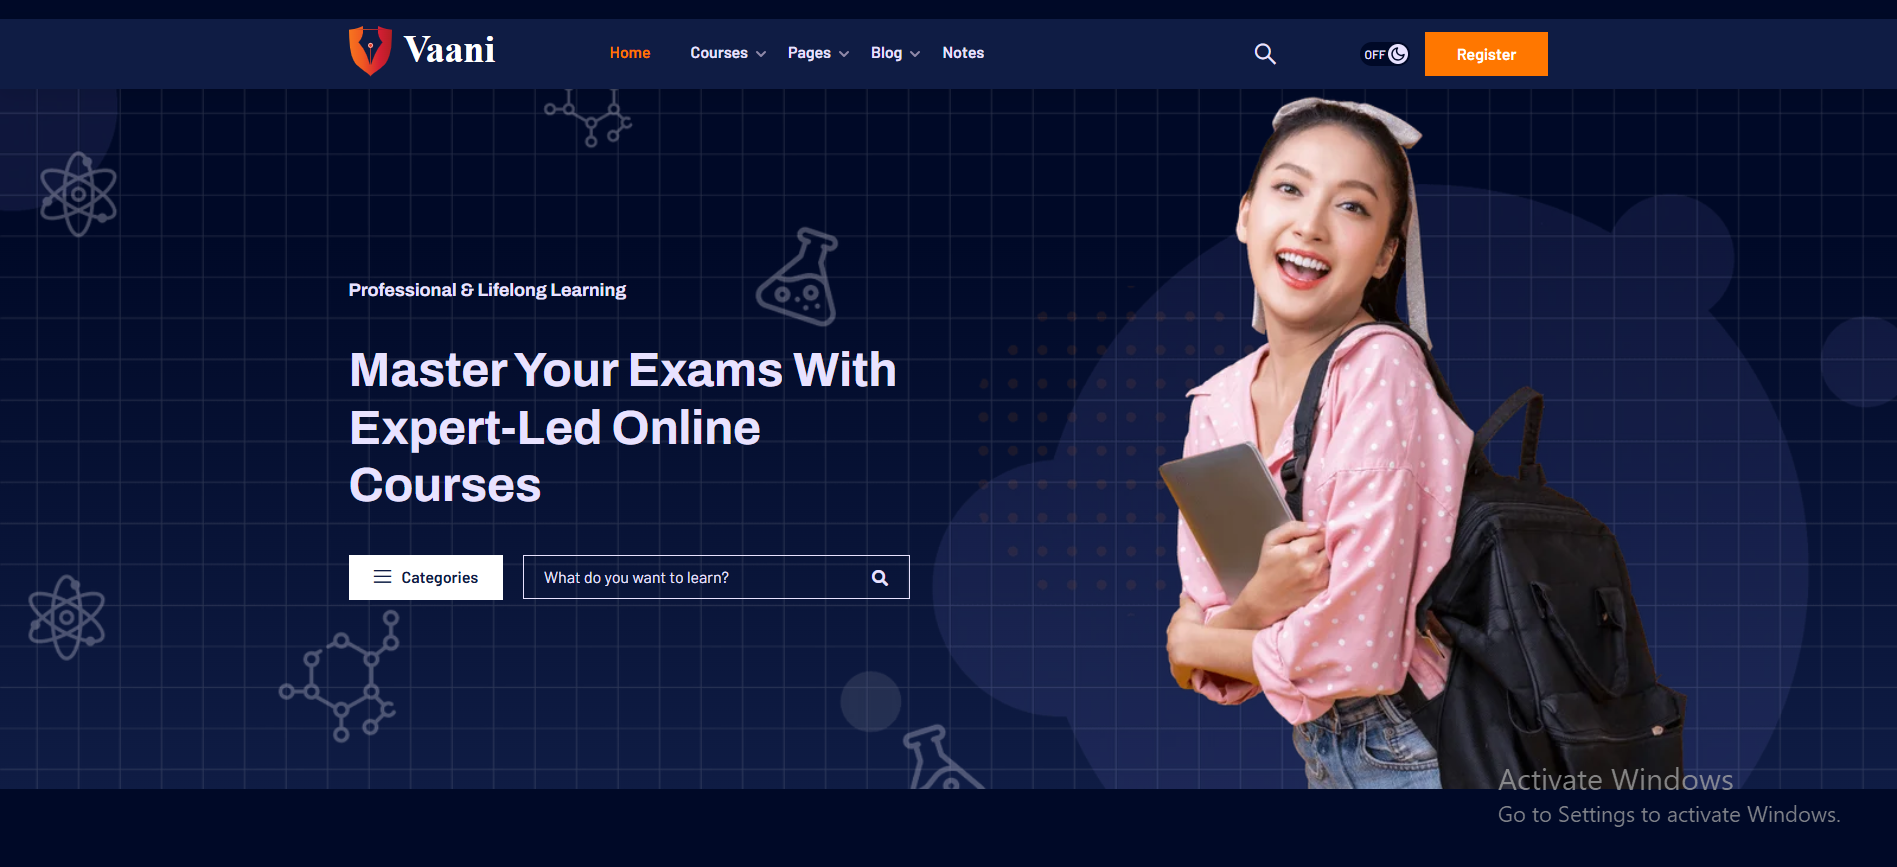 Vaani
Home Courses Pages Blog Notes
OFF
Register
Professional & Lifelong Learning
Master Your Exams With
Expert-Led Online
Courses
Categories
What do you want to learn?
Activate Windows
Go to Settings to activate Windows.